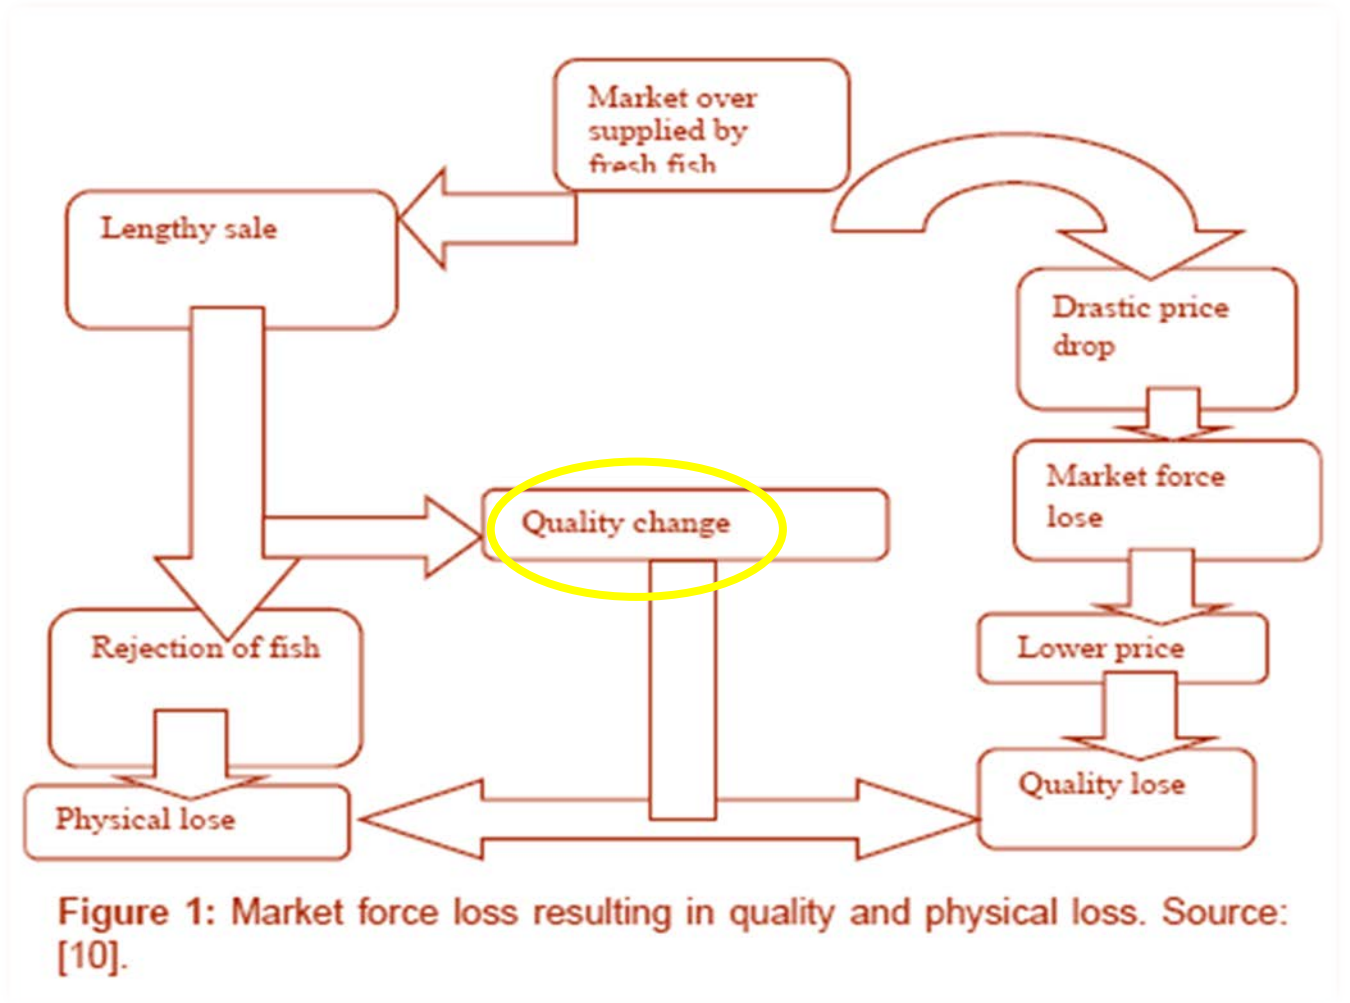 Market over
supplied by
fresh fish
Lengthy sale
Drastic price
drop
Market force
lose
Quality change
Rejection of fish
Lower price
Physical lose
Quality lose
Figure 1: Market force loss resulting in quality and physical loss. Source:
[10].